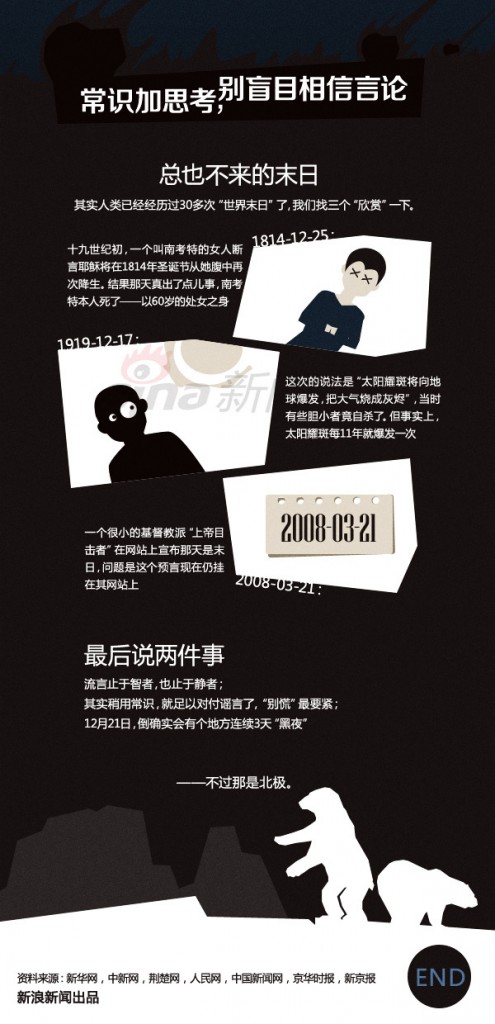 常识加思考,别盲目相信言论
总也不来的末日
其实人类已经经历过30多次“世界末日”了,我们找三个“欣赏”一下。
1814-12-25:
十九世纪初,一个叫南考特的女人断
言耶稣将在1814年圣诞节从她腹中再
次降生。结果那天真出了点儿事,南考
特本人死了——以60岁的处女之身
1919-12-17:
sina新闻
这次的说法是“太阳耀斑将向地
球爆发,把大气烧成灰烬”,当时
有些胆小者竟自杀了。但事实上,
太阳耀斑每11年就爆发一次
2008-03-21
一个很小的基督教派“上帝目
击者”在网站上宣布那天是末
日,问题是这个预言现在仍挂
在其网站上
2008-03-21:
最后说两件事
流言止于智者,也止于静者;
其实稍用常识,就足以对付谣言了,“别慌”最要紧;
12月21日,倒确实会有个地方连续3天“黑夜”
——不过那是北极。
资料来源:新华网,中新网,荆楚网,人民网,中国新闻网,京华时报,新京报
新浪新闻出品
END